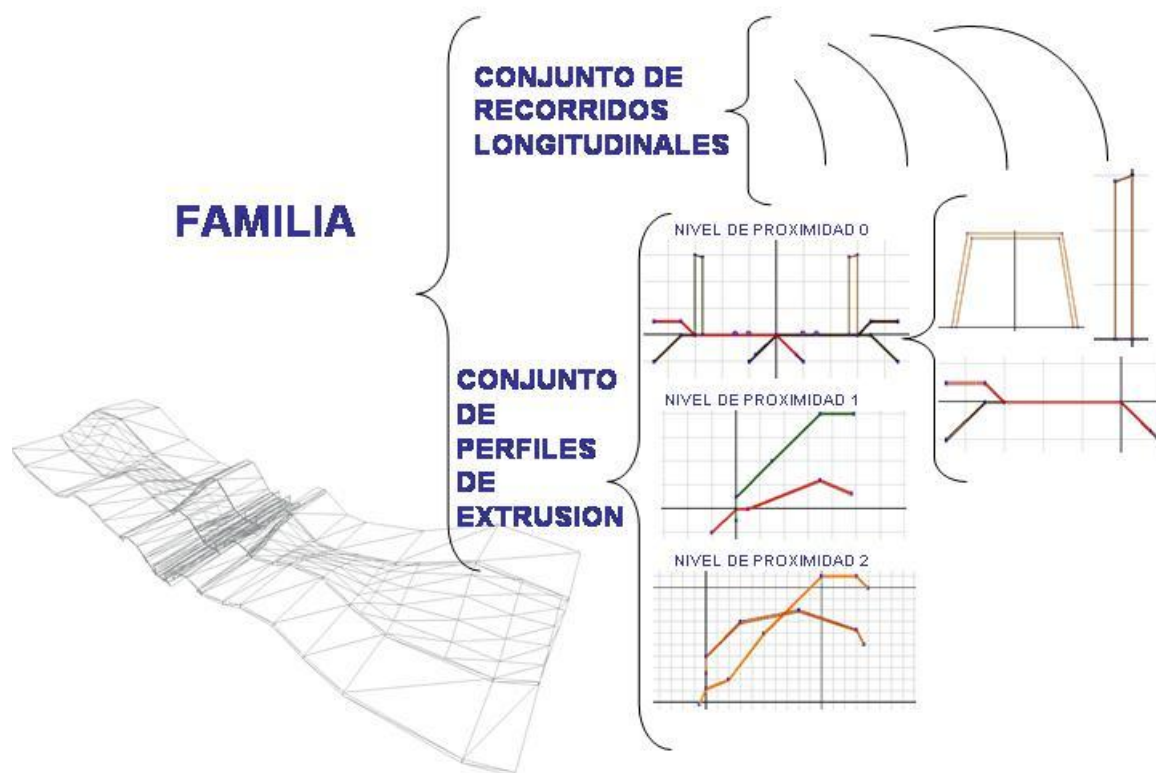 FAMILIA
CONJUNTO DE
RECORRIDOS
LONGITUDINALES
CONJUNTO
DE
PERFILES
DE
EXTRUSION
NIVEL DE PROXIMIDAD 0
NIVEL DE PROXIMIDAD 1
NIVEL DE PROXIMIDAD 2